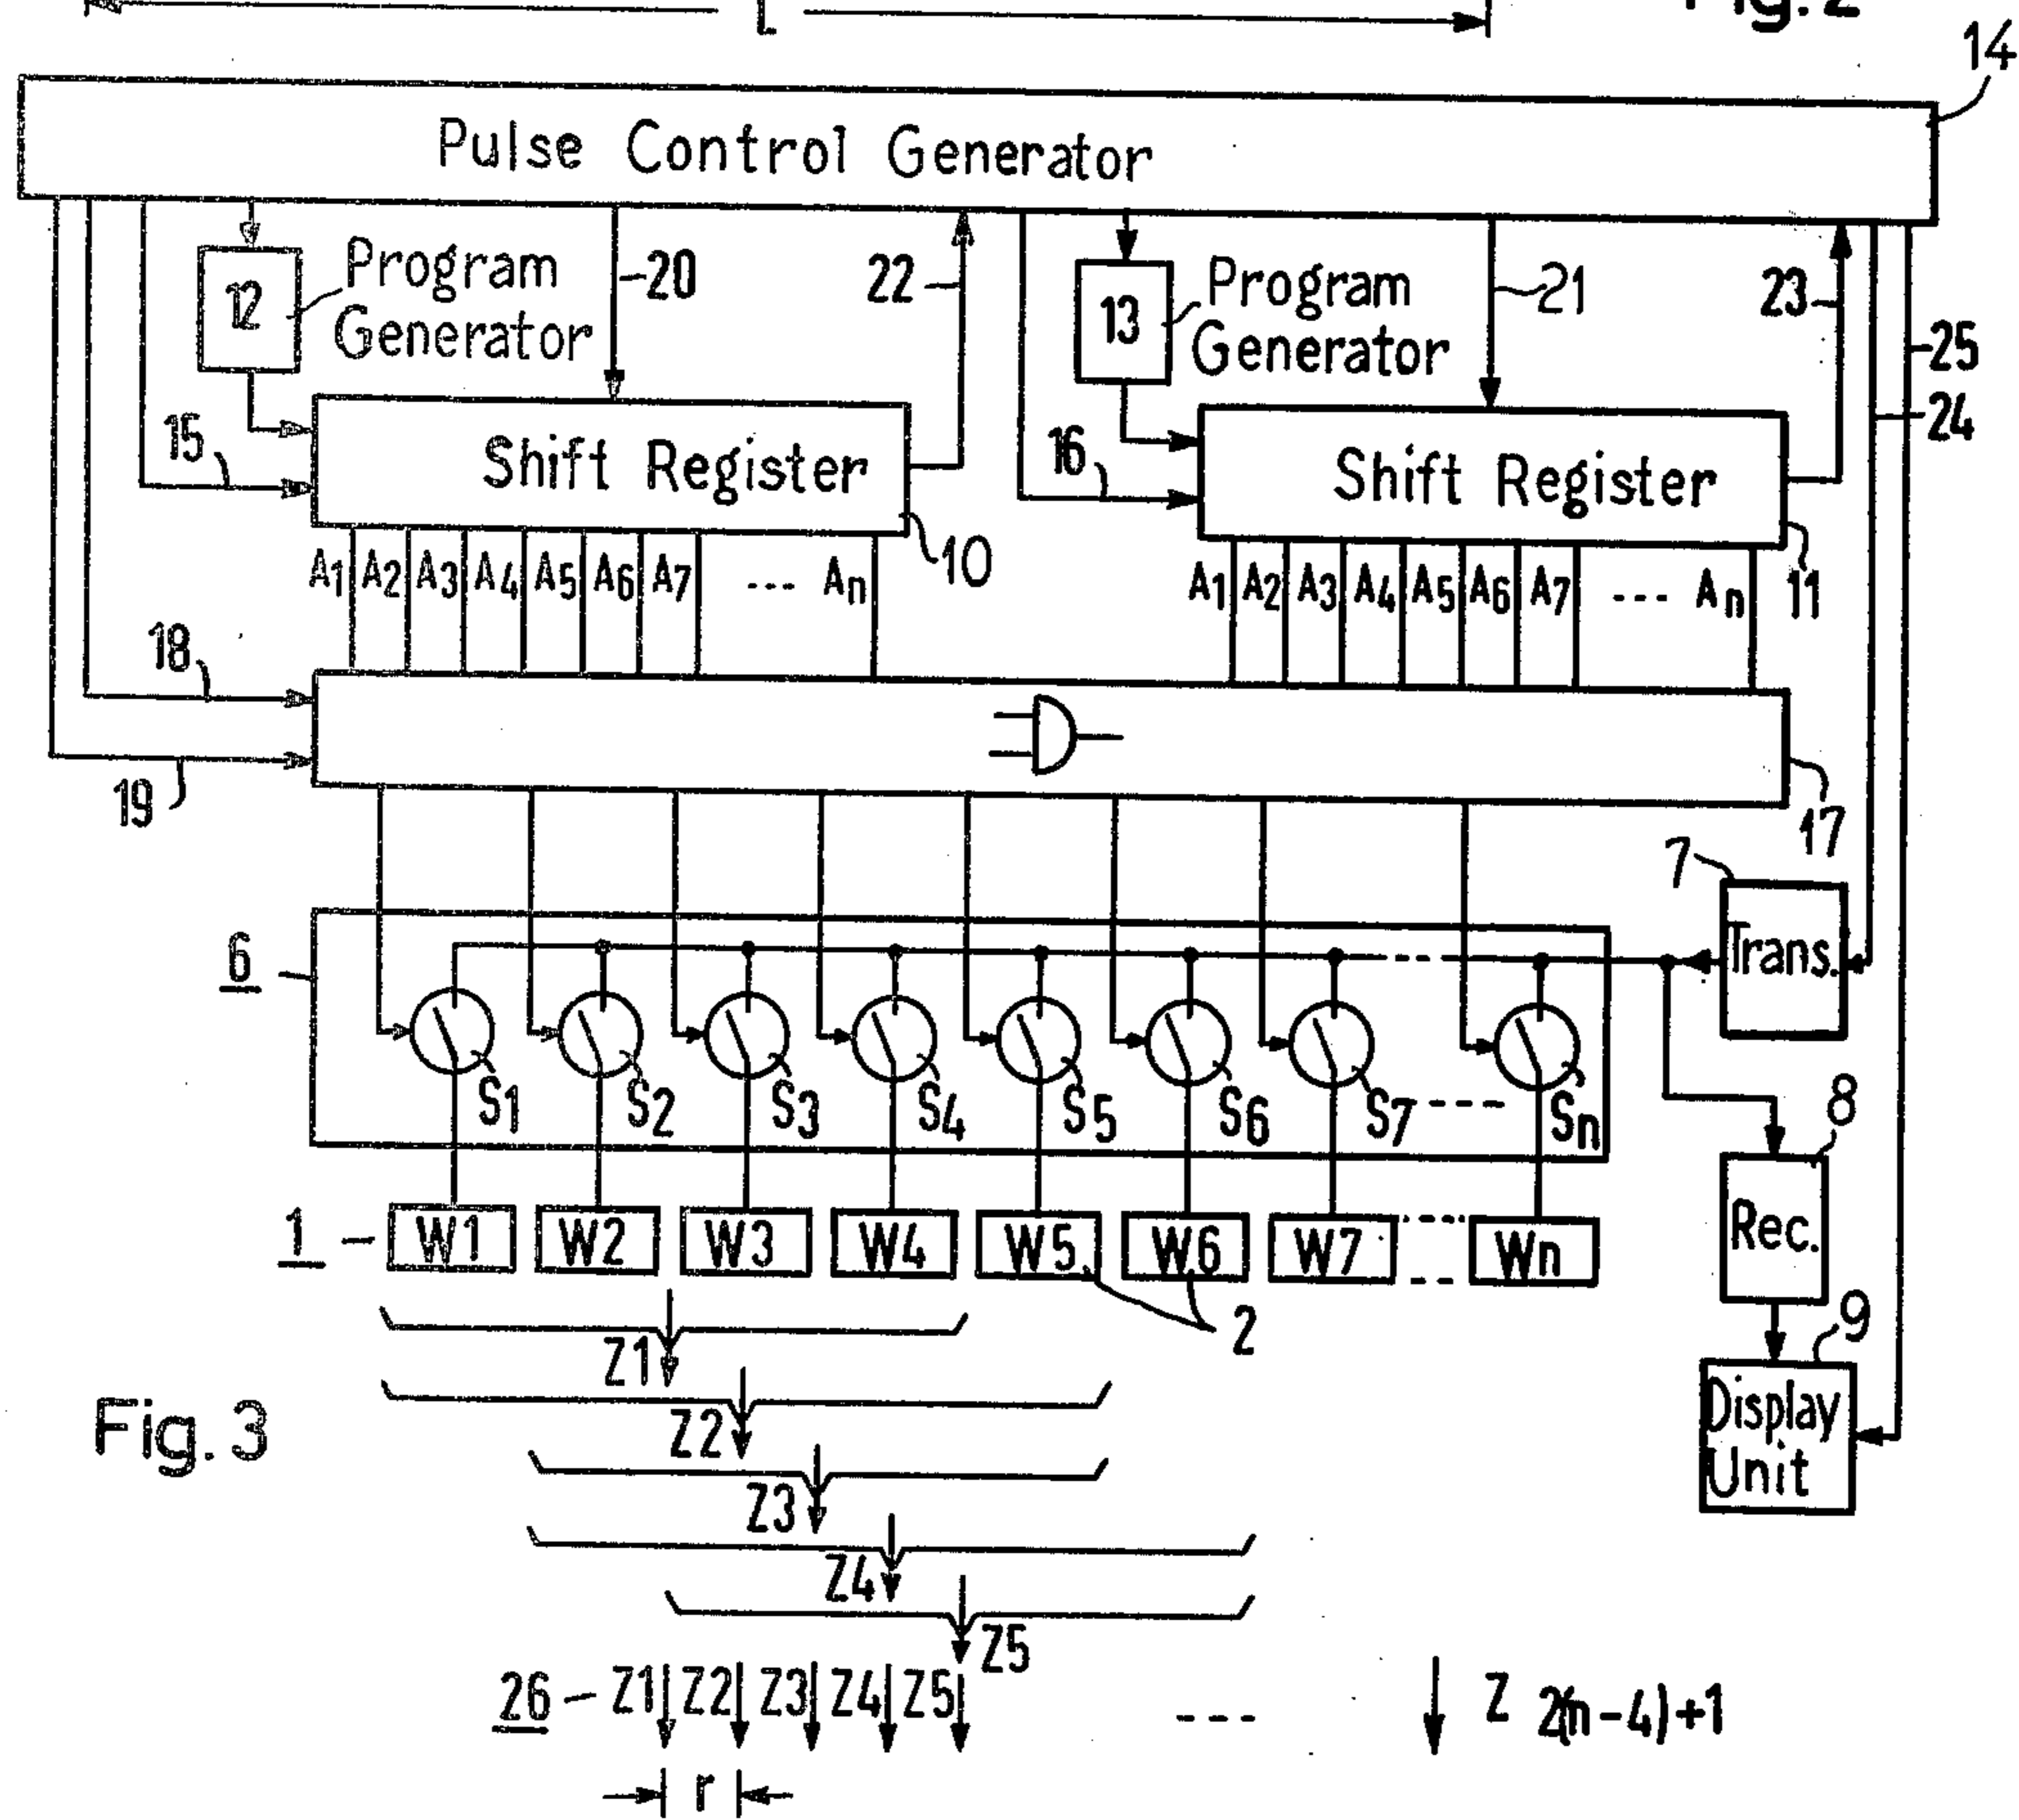 L
Fig. 2
14
Pulse Control Generator
12
Program
Generator
20
22
13
Program
Generator
21
23
25
24
15
Shift Register
10
16
Shift Register
11
A1 A2 A3 A4 A5 A6 A7 --- An
A1 A2 A3 A4 A5 A6 A7 --- An
18
19
17
7
Trans.
6
S1 S2 S3 S4 S5 S6 S7 ---- Sn
8
Rec.
1
W1 W2 W3 W4 W5 W6 W7 Wn
2
9
Display
Unit
Z1
Z2
Z3
Z4
Z5
Fig. 3
26 Z1 Z2 Z3 Z4 Z5 --- Z 2(n-4)+1
r